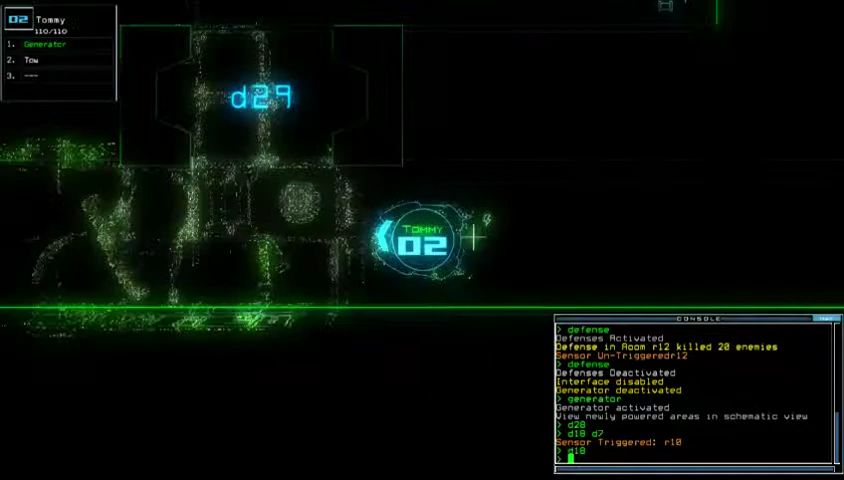 02 Tommy
110/110
1. Generator
2. Tow
3. ---
d29
TOMMY
02
CONSOLE
> defense
Defenses Activated
Defense in Room r12 killed 20 enemies
Sensor Un-Triggeredr12
> defense
Defenses Deactivated
Interface disabled
Generator deactivated
> generator
Generator activated
View newly powered areas in schematic view
> d28
> d18 d7
Sensor Triggered: r10
> d18
>